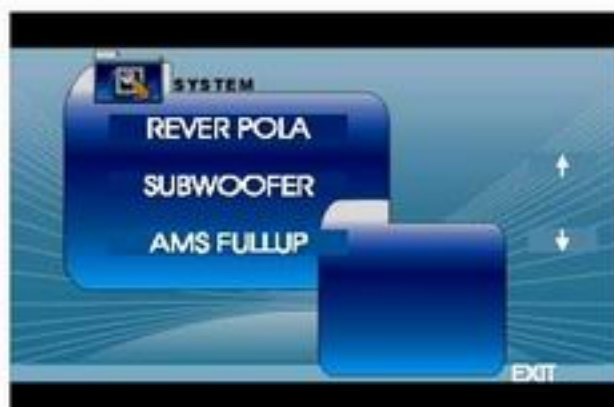 SYSTEM
REVER POLA
SUBWOOFER
AMS FULLUP
EXIT